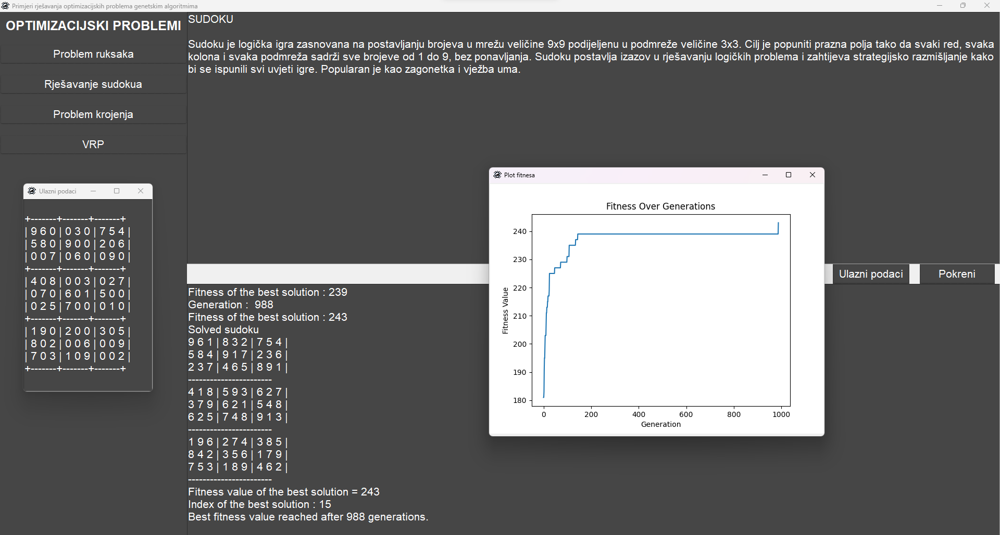 Primjeri rješavanja optimizacijskih problema genetskim algoritmima
OPTIMIZACIJSKI PROBLEMI
Problem ruksaka
Rješavanje sudokua
Problem krojenja
VRP
SUDOKU
Sudoku je logička igra zasnovana na postavljanju brojeva u mrežu veličine 9x9 podijeljenu u podmreže veličine 3x3. Cilj je popuniti prazna polja tako da svaki red, svaka
kolona i svaka podmreža sadrži sve brojeve od 1 do 9, bez ponavljanja. Sudoku postavlja izazov u rješavanju logičkih problema i zahtijeva strategijsko razmišljanje kako
bi se ispunili svi uvjeti igre. Popularan je kao zagonetka i vježba uma.
Ulazni podaci
+-------+-------+-------+
| 9 6 0 | 0 3 0 | 7 5 4 |
| 5 8 0 | 9 0 0 | 2 0 6 |
| 0 0 7 | 0 6 0 | 0 9 0 |
+-------+-------+-------+
| 4 0 8 | 0 0 3 | 0 2 7 |
| 0 7 0 | 6 0 1 | 5 0 0 |
| 0 2 5 | 7 0 0 | 0 1 0 |
+-------+-------+-------+
| 1 9 0 | 2 0 0 | 3 0 5 |
| 8 0 2 | 0 0 6 | 0 0 9 |
| 7 0 3 | 1 0 9 | 0 0 2 |
+-------+-------+-------+
Plot fitnesa
Fitness Over Generations
Fitness Value
240
230
220
210
200
190
180
0 200 400 600 800 1000
Generation
Ulazni podaci
Pokreni
Fitness of the best solution : 239
Generation :  988
Fitness of the best solution : 243
Solved sudoku
9 6 1 | 8 3 2 | 7 5 4 |
5 8 4 | 9 1 7 | 2 3 6 |
2 3 7 | 4 6 5 | 8 9 1 |
-----------------------
4 1 8 | 5 9 3 | 6 2 7 |
3 7 9 | 6 2 1 | 5 4 8 |
6 2 5 | 7 4 8 | 9 1 3 |
-----------------------
1 9 6 | 2 7 4 | 3 8 5 |
8 4 2 | 3 5 6 | 1 7 9 |
7 5 3 | 1 8 9 | 4 6 2 |
-----------------------
Fitness value of the best solution = 243
Index of the best solution : 15
Best fitness value reached after 988 generations.